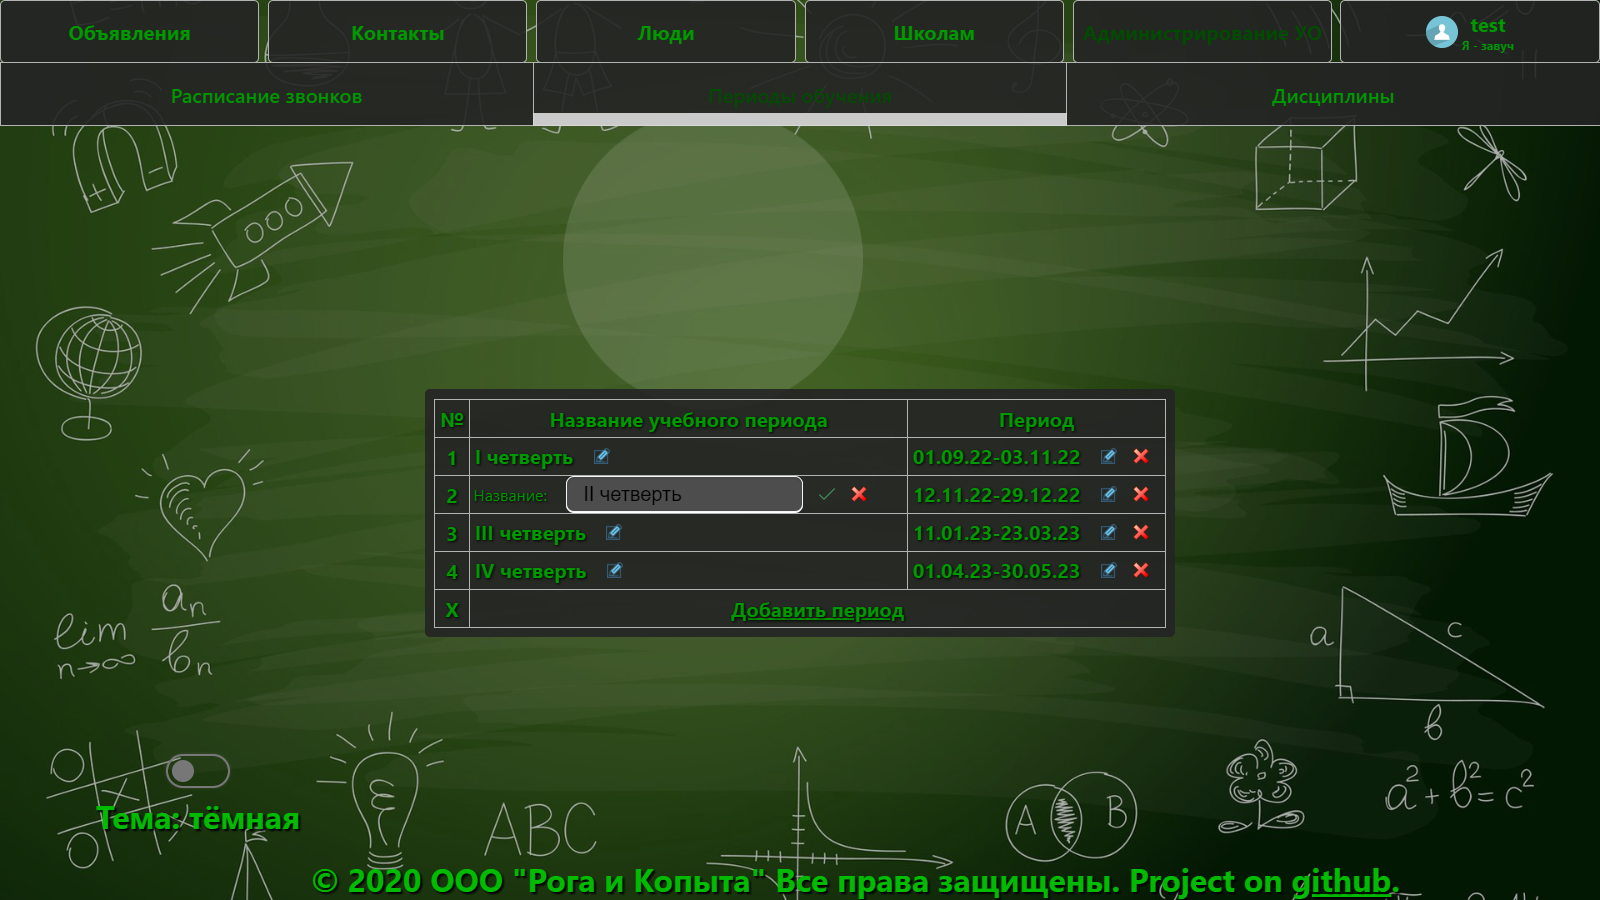 Объявления
Контакты
Люди
Школам
Администрирование УО
test
Я - завуч
Расписание звонков
Периоды обучения
Дисциплины
№ Название учебного периода Период
1 I четверть 01.09.22-03.11.22
2 Название: II четверть 12.11.22-29.12.22
3 III четверть 11.01.23-23.03.23
4 IV четверть 01.04.23-30.05.23
X Добавить период
lim n→∞ aₙ/bₙ
a
c
b
a²+b²=c²
A B
ABC
Тема: тёмная
© 2020 ООО "Рога и Копыта" Все права защищены. Project on github.